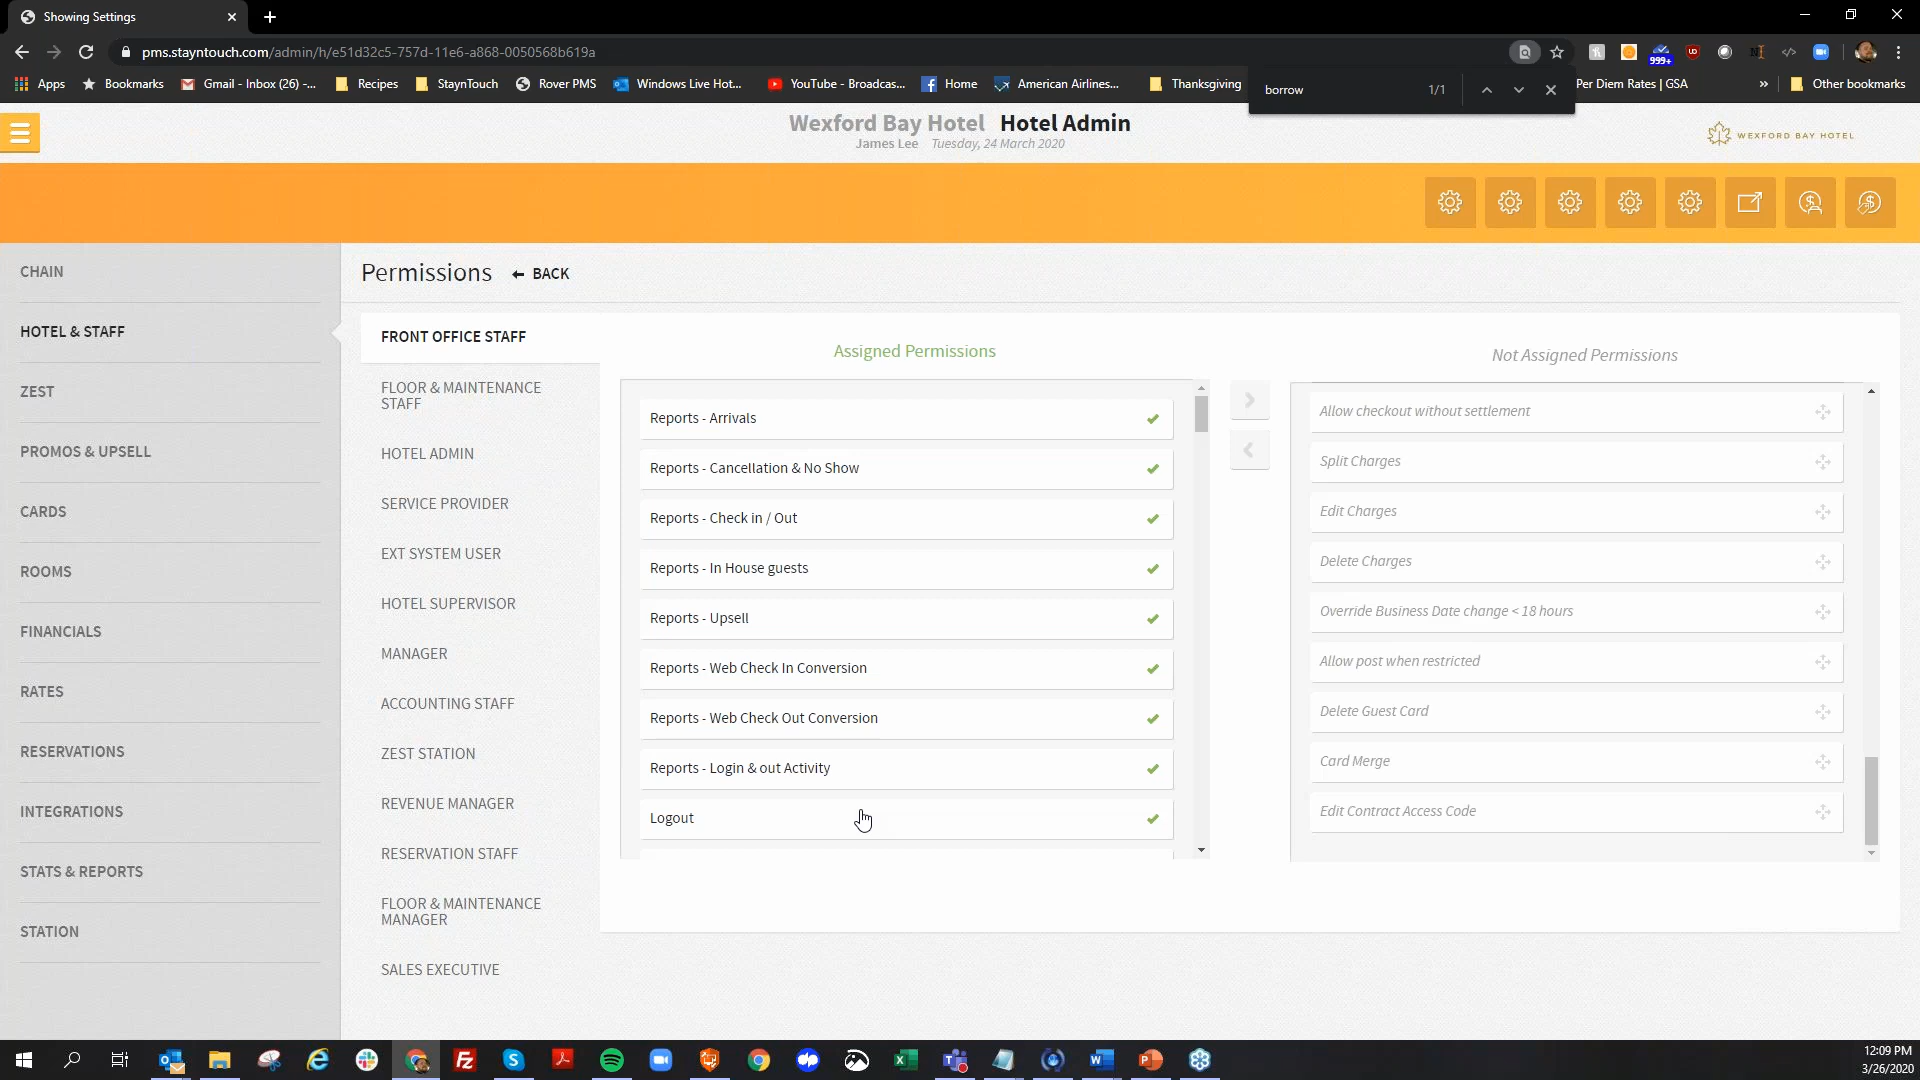 Showing Settings
pms.stayntouch.com/admin/h/e51d32c5-757d-11e6-a868-0050568b619a
999+
Apps
Bookmarks
Gmail - Inbox (26) -...
Recipes
StaynTouch
Rover PMS
Windows Live Hot...
YouTube - Broadcas...
Home
American Airlines...
Thanksgiving
borrow
1/1
Per Diem Rates | GSA
»
Other bookmarks
Wexford Bay Hotel Hotel Admin
James Lee Tuesday, 24 March 2020
WEXFORD BAY HOTEL
CHAIN
HOTEL & STAFF
ZEST
PROMOS & UPSELL
CARDS
ROOMS
FINANCIALS
RATES
RESERVATIONS
INTEGRATIONS
STATS & REPORTS
STATION
Permissions
BACK
FRONT OFFICE STAFF
FLOOR & MAINTENANCE
STAFF
HOTEL ADMIN
SERVICE PROVIDER
EXT SYSTEM USER
HOTEL SUPERVISOR
MANAGER
ACCOUNTING STAFF
ZEST STATION
REVENUE MANAGER
RESERVATION STAFF
FLOOR & MAINTENANCE
MANAGER
SALES EXECUTIVE
Assigned Permissions
Reports - Arrivals
Reports - Cancellation & No Show
Reports - Check in / Out
Reports - In House guests
Reports - Upsell
Reports - Web Check In Conversion
Reports - Web Check Out Conversion
Reports - Login & out Activity
Logout
Not Assigned Permissions
Allow checkout without settlement
Split Charges
Edit Charges
Delete Charges
Override Business Date change < 18 hours
Allow post when restricted
Delete Guest Card
Card Merge
Edit Contract Access Code
12:09 PM
3/26/2020